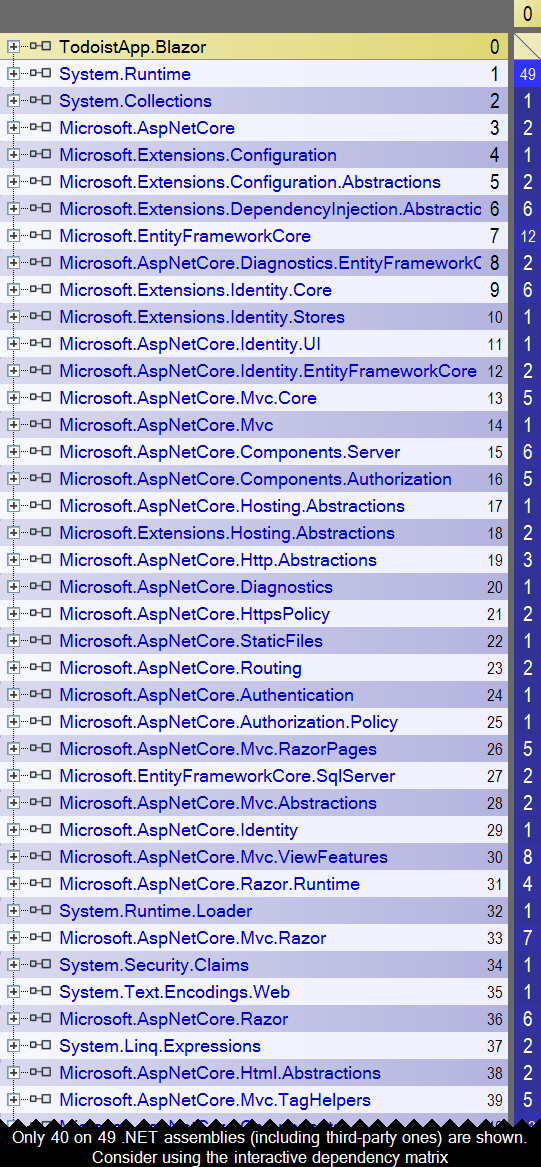 0
TodoistApp.Blazor 0
System.Runtime 1 49
System.Collections 2 1
Microsoft.AspNetCore 3 2
Microsoft.Extensions.Configuration 4 1
Microsoft.Extensions.Configuration.Abstractions 5 2
Microsoft.Extensions.DependencyInjection.Abstractic 6 6
Microsoft.EntityFrameworkCore 7 12
Microsoft.AspNetCore.Diagnostics.EntityFrameworkC 8 2
Microsoft.Extensions.Identity.Core 9 6
Microsoft.Extensions.Identity.Stores 10 1
Microsoft.AspNetCore.Identity.UI 11 1
Microsoft.AspNetCore.Identity.EntityFrameworkCore 12 2
Microsoft.AspNetCore.Mvc.Core 13 5
Microsoft.AspNetCore.Mvc 14 1
Microsoft.AspNetCore.Components.Server 15 6
Microsoft.AspNetCore.Components.Authorization 16 5
Microsoft.AspNetCore.Hosting.Abstractions 17 1
Microsoft.Extensions.Hosting.Abstractions 18 2
Microsoft.AspNetCore.Http.Abstractions 19 3
Microsoft.AspNetCore.Diagnostics 20 1
Microsoft.AspNetCore.HttpsPolicy 21 2
Microsoft.AspNetCore.StaticFiles 22 1
Microsoft.AspNetCore.Routing 23 2
Microsoft.AspNetCore.Authentication 24 1
Microsoft.AspNetCore.Authorization.Policy 25 1
Microsoft.AspNetCore.Mvc.RazorPages 26 5
Microsoft.EntityFrameworkCore.SqlServer 27 2
Microsoft.AspNetCore.Mvc.Abstractions 28 2
Microsoft.AspNetCore.Identity 29 1
Microsoft.AspNetCore.Mvc.ViewFeatures 30 8
Microsoft.AspNetCore.Razor.Runtime 31 4
System.Runtime.Loader 32 1
Microsoft.AspNetCore.Mvc.Razor 33 7
System.Security.Claims 34 1
System.Text.Encodings.Web 35 1
Microsoft.AspNetCore.Razor 36 6
System.Linq.Expressions 37 2
Microsoft.AspNetCore.Html.Abstractions 38 2
Microsoft.AspNetCore.Mvc.TagHelpers 39 5
Only 40 on 49 .NET assemblies (including third-party ones) are shown.
Consider using the interactive dependency matrix